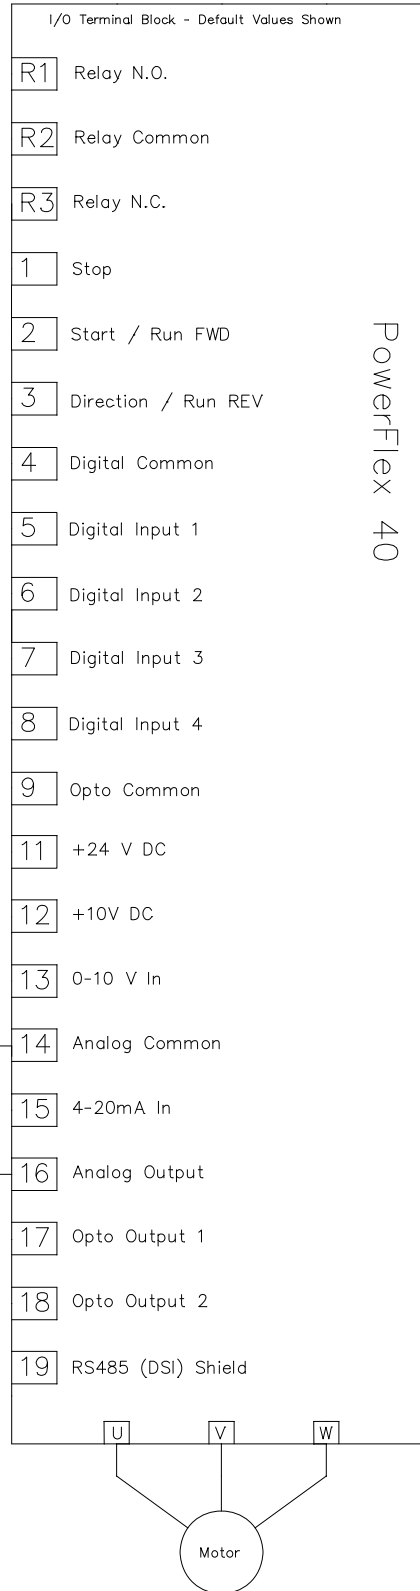 I/O Terminal Block - Default Values Shown
R1 Relay N.O.
R2 Relay Common
R3 Relay N.C.
1 Stop
2 Start / Run FWD
3 Direction / Run REV
4 Digital Common
5 Digital Input 1
6 Digital Input 2
7 Digital Input 3
8 Digital Input 4
9 Opto Common
11 +24 V DC
12 +10V DC
13 0-10 V In
14 Analog Common
15 4-20mA In
16 Analog Output
17 Opto Output 1
18 Opto Output 2
19 RS485 (DSI) Shield
PowerFlex 40
U V W
Motor